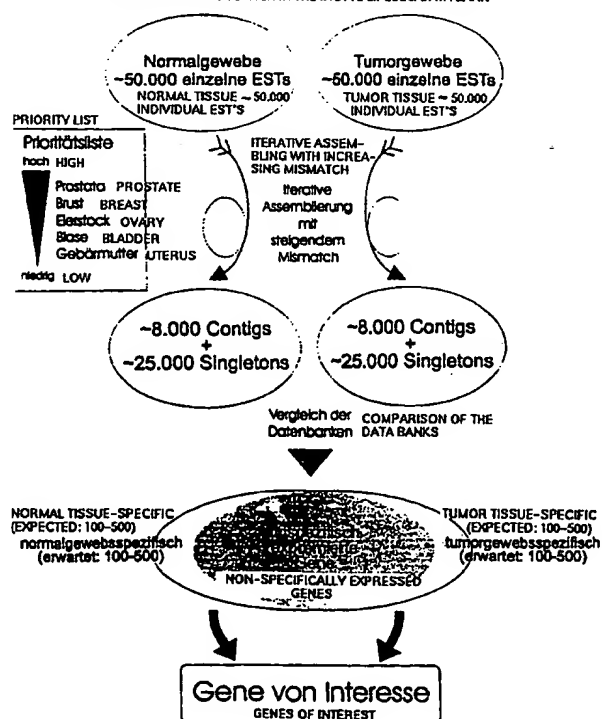 Normalgewebe
~50.000 einzelne ESTs
NORMAL TISSUE ~ 50.000
INDIVIDUAL EST'S
Tumorgewebe
~50.000 einzelne ESTs
TUMOR TISSUE ~ 50.000
INDIVIDUAL EST'S
PRIORITY LIST
Prioritätsliste
hoch HIGH
Prostata PROSTATE
Brust BREAST
Eierstock OVARY
Blase BLADDER
Gebärmutter UTERUS
niedrig LOW
ITERATIVE ASSEM-
BLING WITH INCREA-
SING MISMATCH
Iterative
Assemblierung
mit
steigendem
Mismatch
~8.000 Contigs
+
~25.000 Singletons
~8.000 Contigs
+
~25.000 Singletons
Vergleich der
Datenbanken
COMPARISON OF THE
DATA BANKS
NORMAL TISSUE-SPECIFIC
(EXPECTED: 100-500)
normalgewebsspezifisch
(erwartet: 100-500)
TUMOR TISSUE-SPECIFIC
(EXPECTED: 100-500)
tumorgewebsspezifisch
(erwartet: 100-500)
NON-SPECIFICALLY EXPRESSED
GENES
Gene von Interesse
GENES OF INTEREST